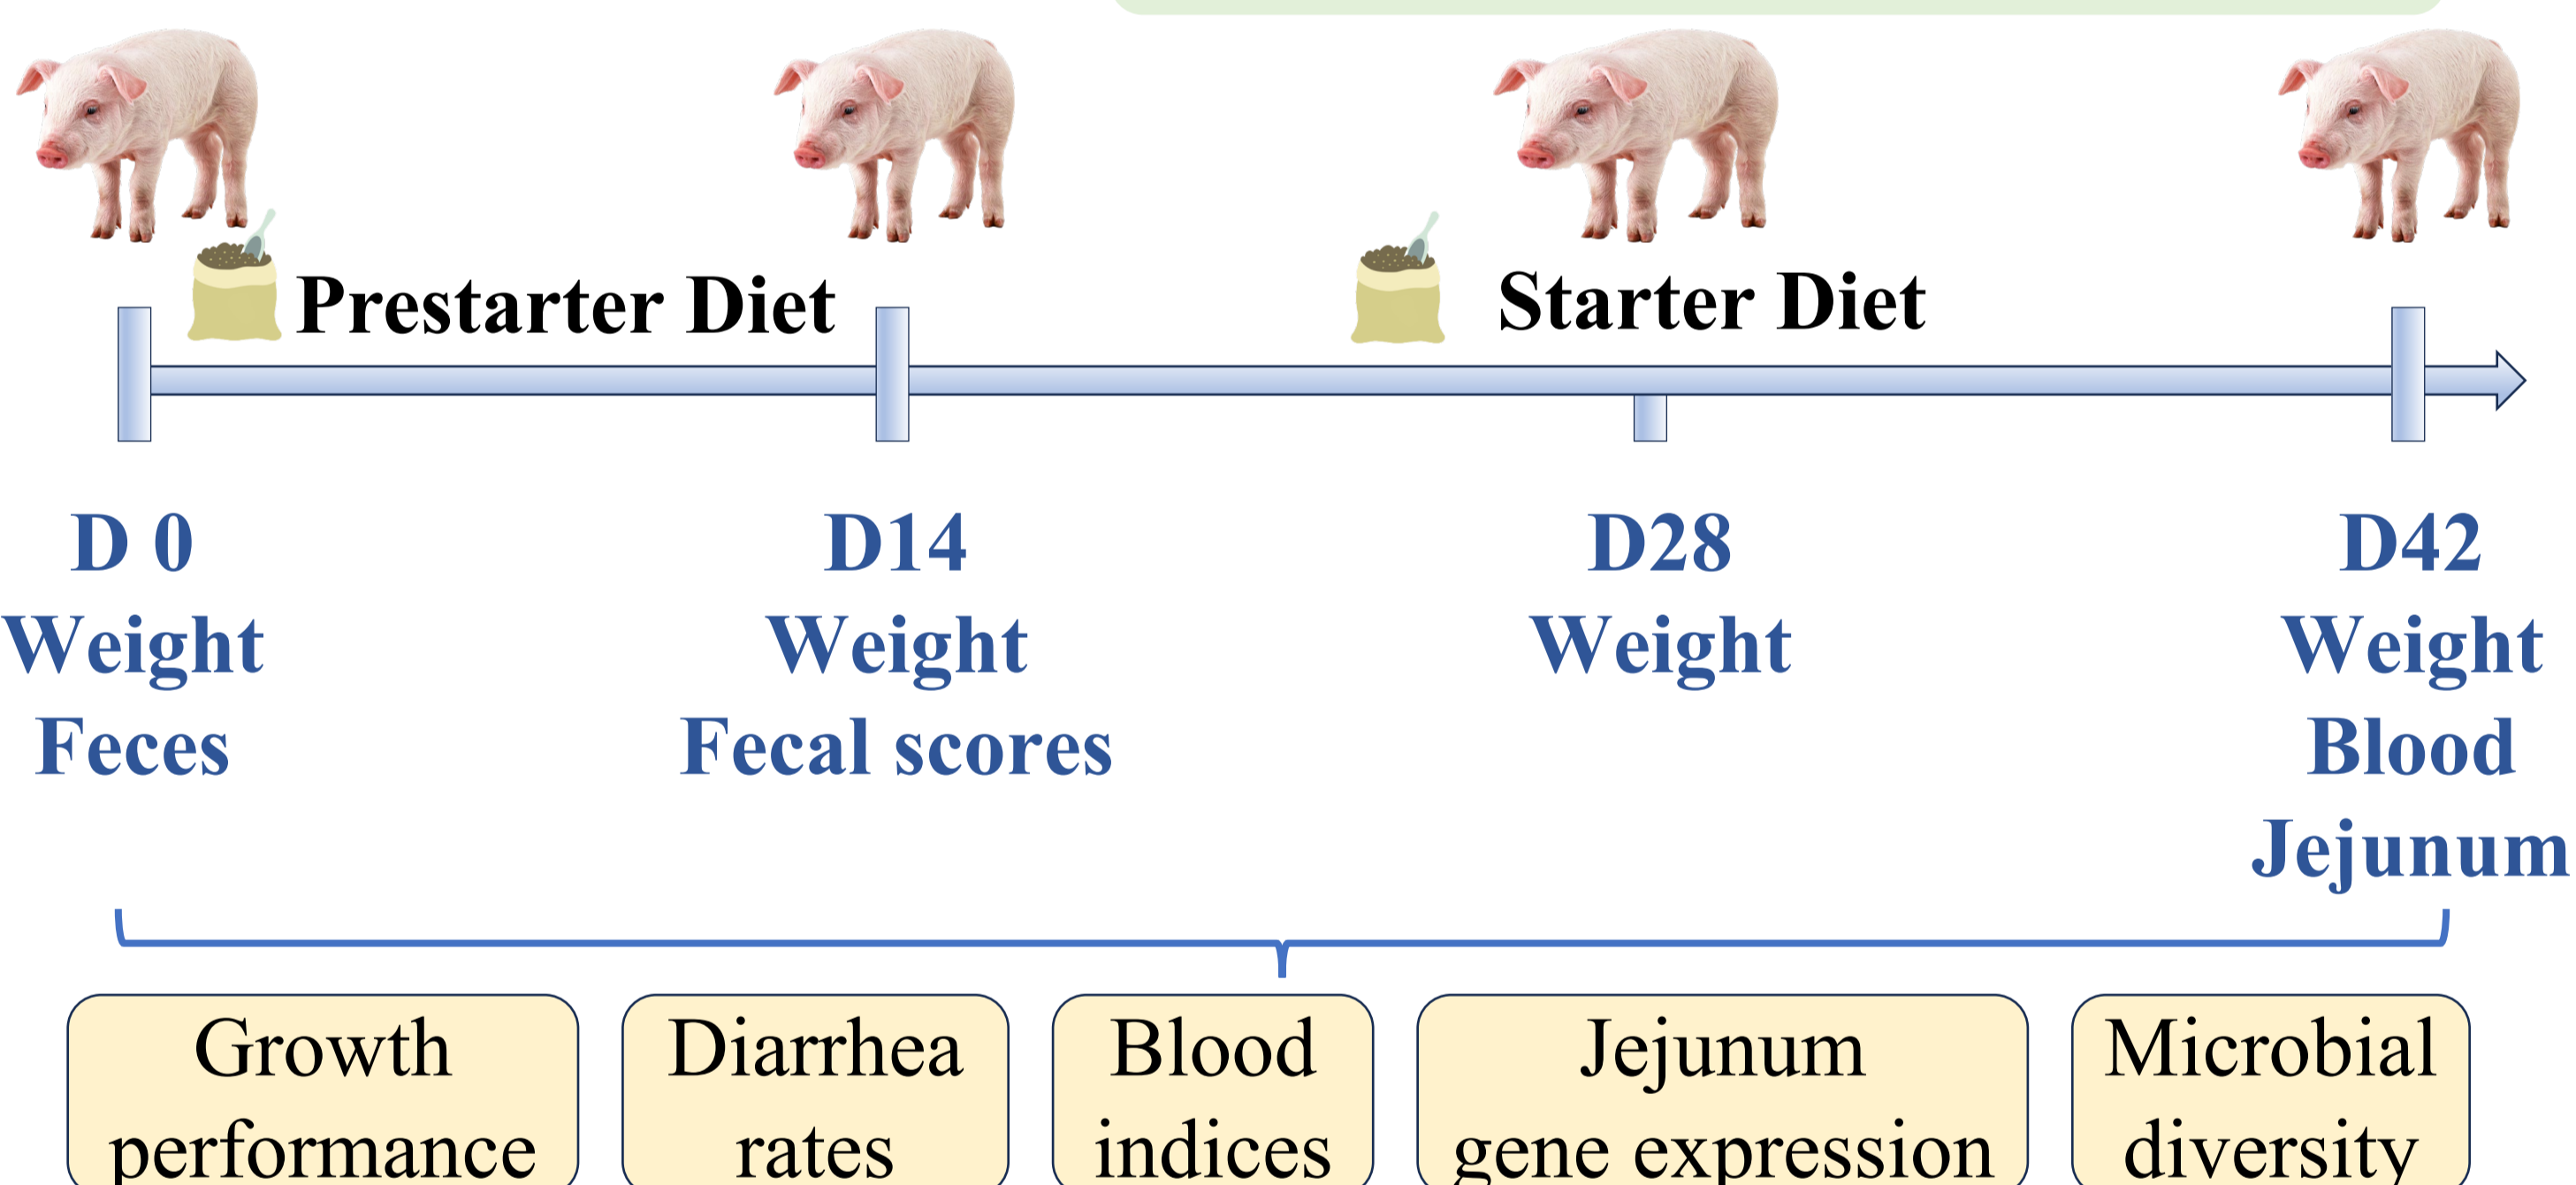 Prestarter Diet
Starter Diet
D 0
Weight
Feces
D14
Weight
Fecal scores
D28
Weight
D42
Weight
Blood
Jejunum
Growth
performance
Diarrhea
rates
Blood
indices
Jejunum
gene expression
Microbial
diversity